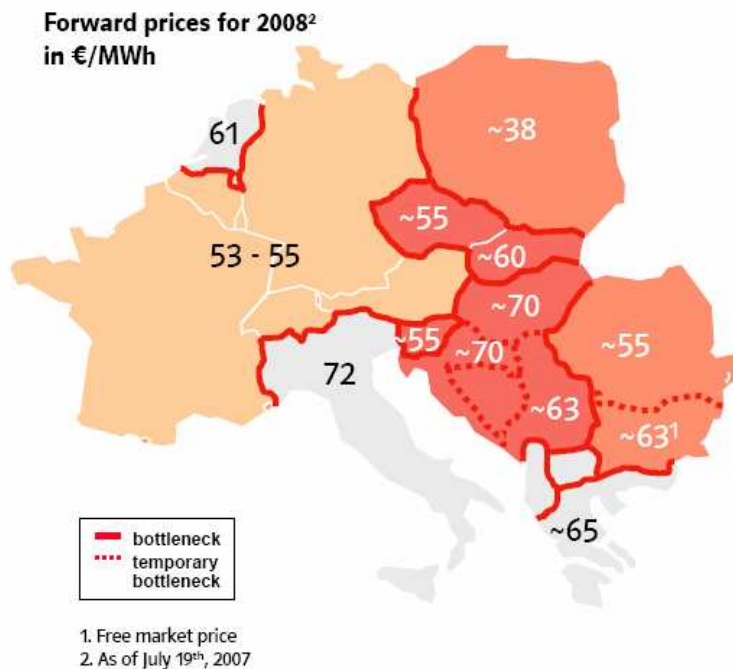 Forward prices for 2008²
in €/MWh
61
~38
~55
53 - 55
~60
~70
~55
~70
~55
72
~63
~63¹
~65
bottleneck
temporary
bottleneck
1. Free market price
2. As of July 19th, 2007